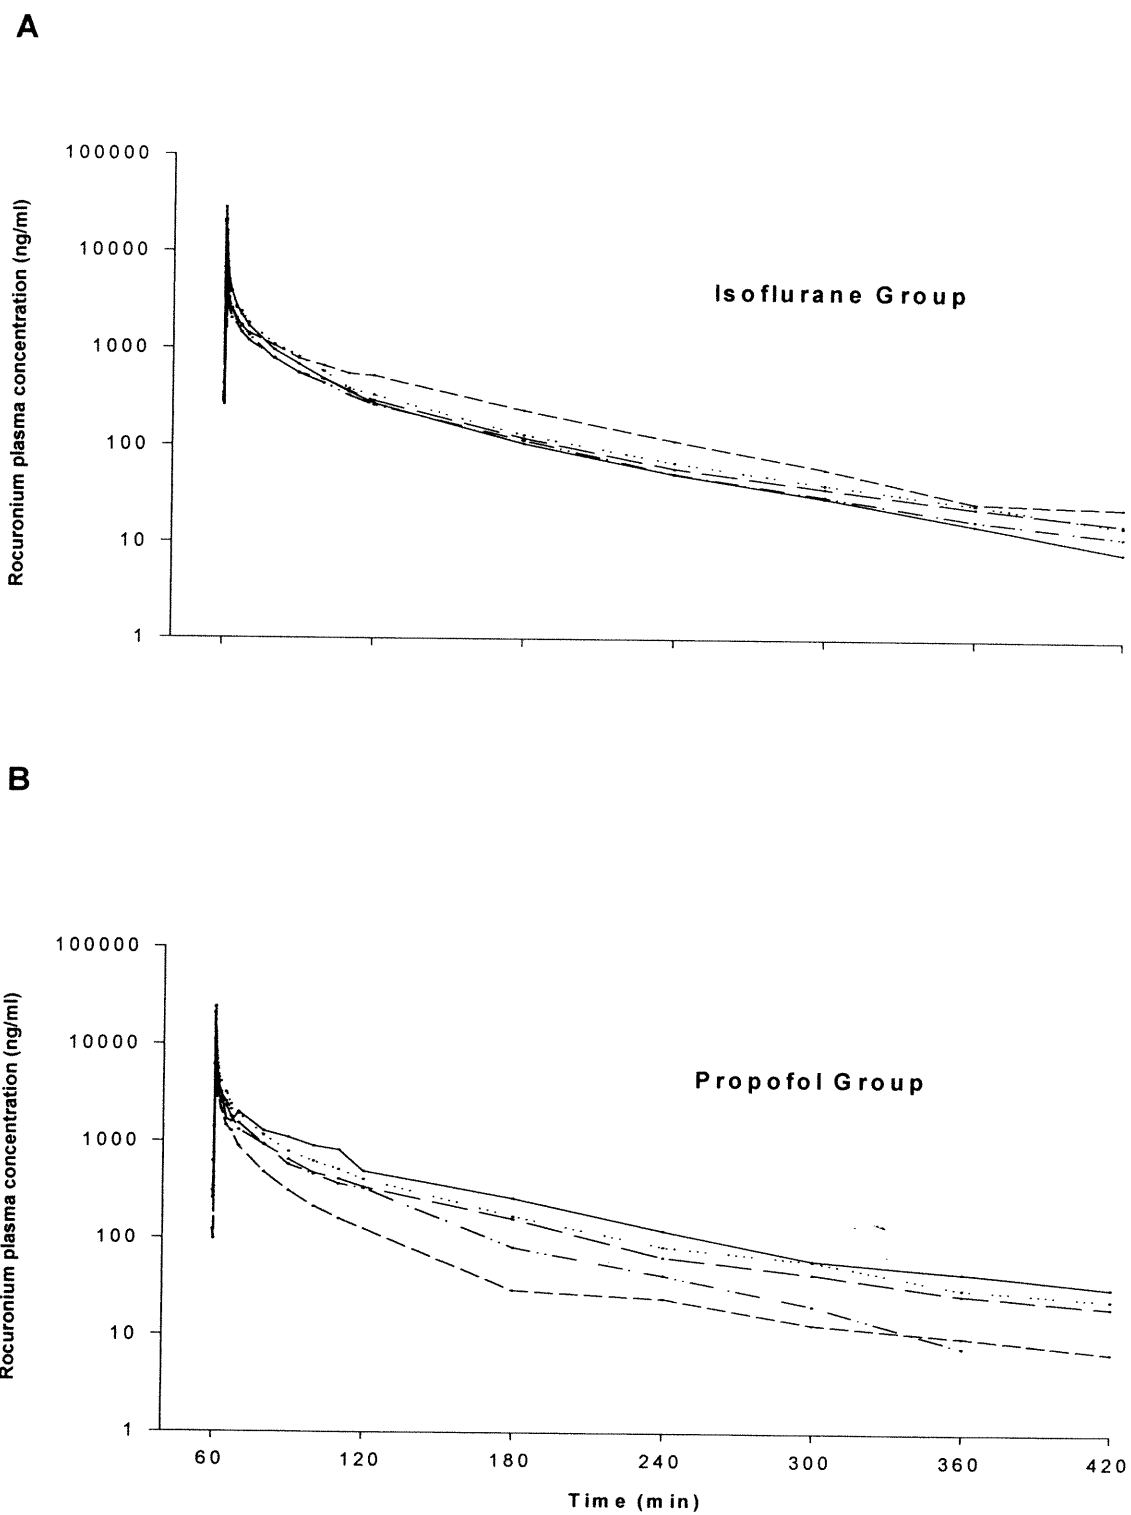 A
100000
10000
1000
100
10
1
Rocuronium plasma concentration (ng/ml)
Isoflurane Group
B
100000
10000
1000
100
10
1
Rocuronium plasma concentration (ng/ml)
Propofol Group
60 120 180 240 300 360 420
Time (min)